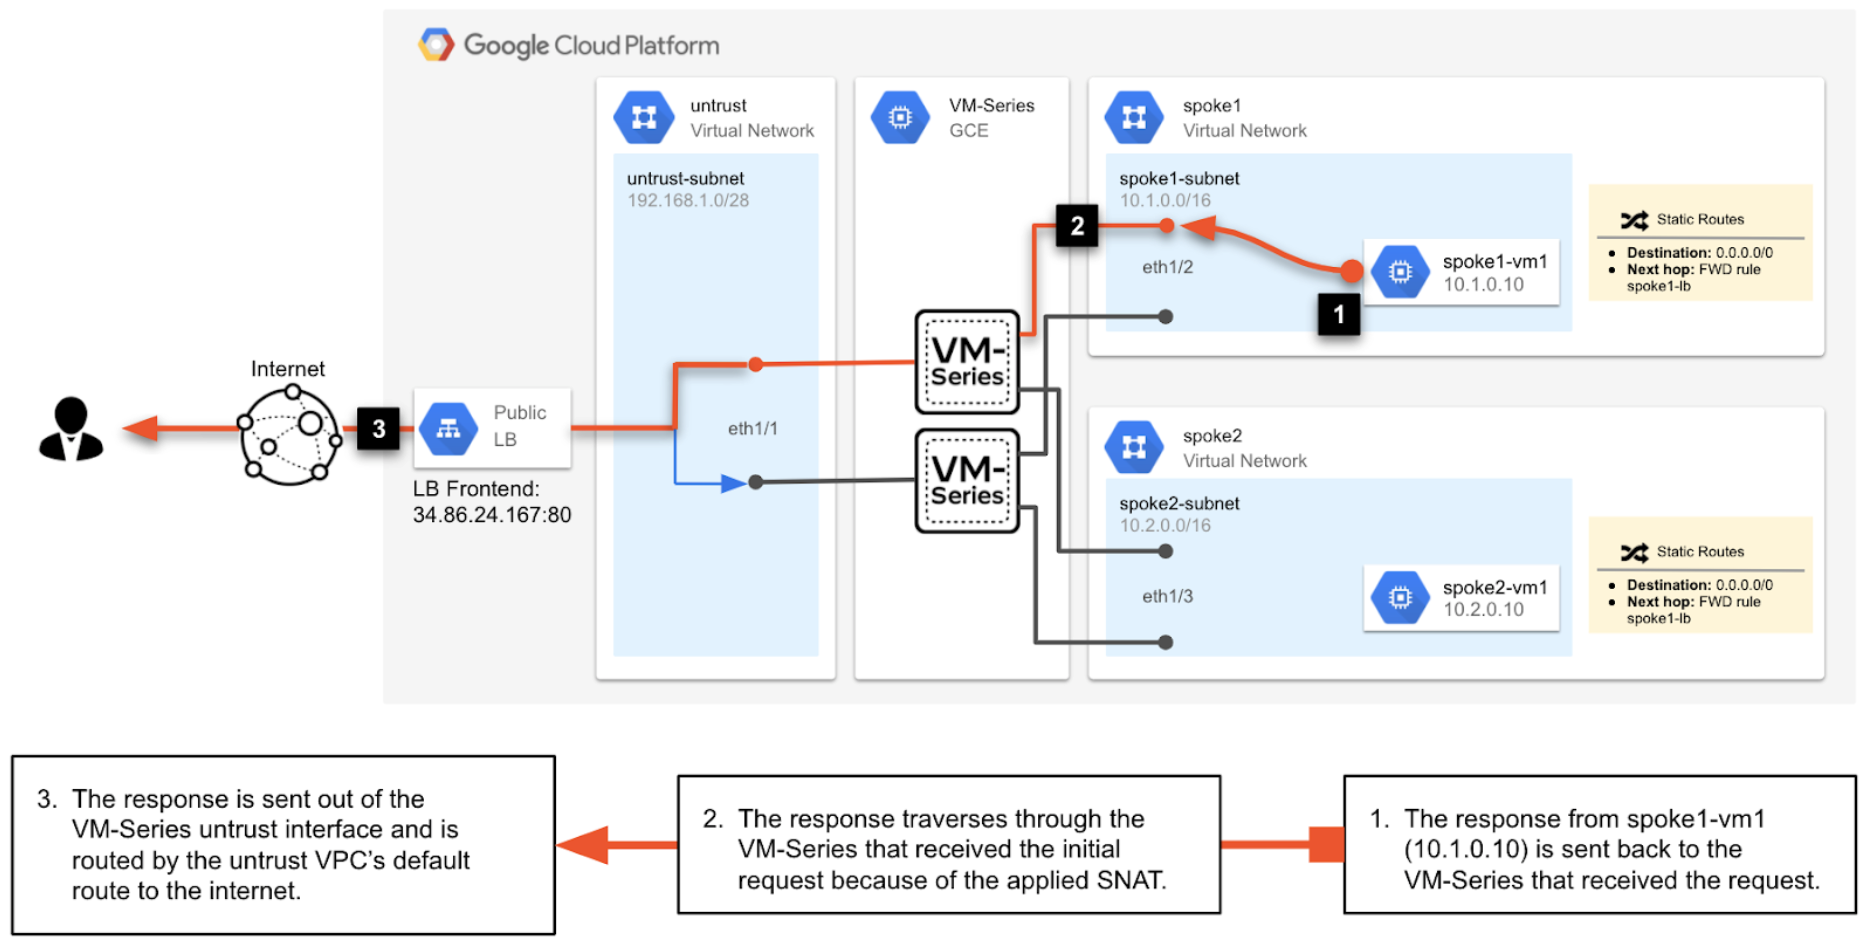 Google Cloud Platform
untrust
Virtual Network
untrust-subnet
192.168.1.0/28
eth1/1
VM-Series
GCE
VM-
Series
VM-
Series
spoke1
Virtual Network
spoke1-subnet
10.1.0.0/16
2
eth1/2
1
spoke1-vm1
10.1.0.10
Static Routes
• Destination: 0.0.0.0/0
• Next hop: FWD rule
spoke1-lb
Internet
3
Public
LB
LB Frontend:
34.86.24.167:80
spoke2
Virtual Network
spoke2-subnet
10.2.0.0/16
eth1/3
spoke2-vm1
10.2.0.10
Static Routes
• Destination: 0.0.0.0/0
• Next hop: FWD rule
spoke1-lb
3. The response is sent out of the
VM-Series untrust interface and is
routed by the untrust VPC's default
route to the internet.
2. The response traverses through the
VM-Series that received the initial
request because of the applied SNAT.
1. The response from spoke1-vm1
(10.1.0.10) is sent back to the
VM-Series that received the request.